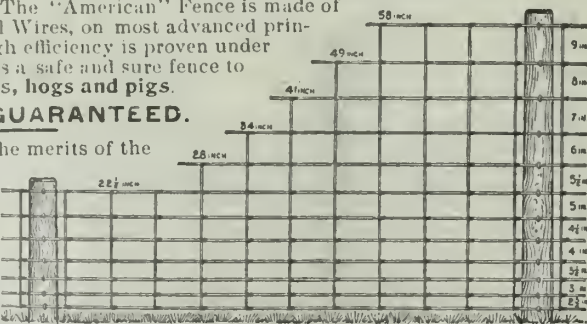 The "American" Fence is made of
l Wires, on most advanced prin-
gh efficiency is proven under
s a safe and sure fence to
s, hogs and pigs.
GUARANTEED.
he merits of the
58-INCH
49-INCH
41-INCH
34-INCH
28-INCH
22½ INCH
9 IN
8 IN
7 IN
6 IN
5½ IN
5 IN
4½ IN
4 IN
3½ IN
3 IN